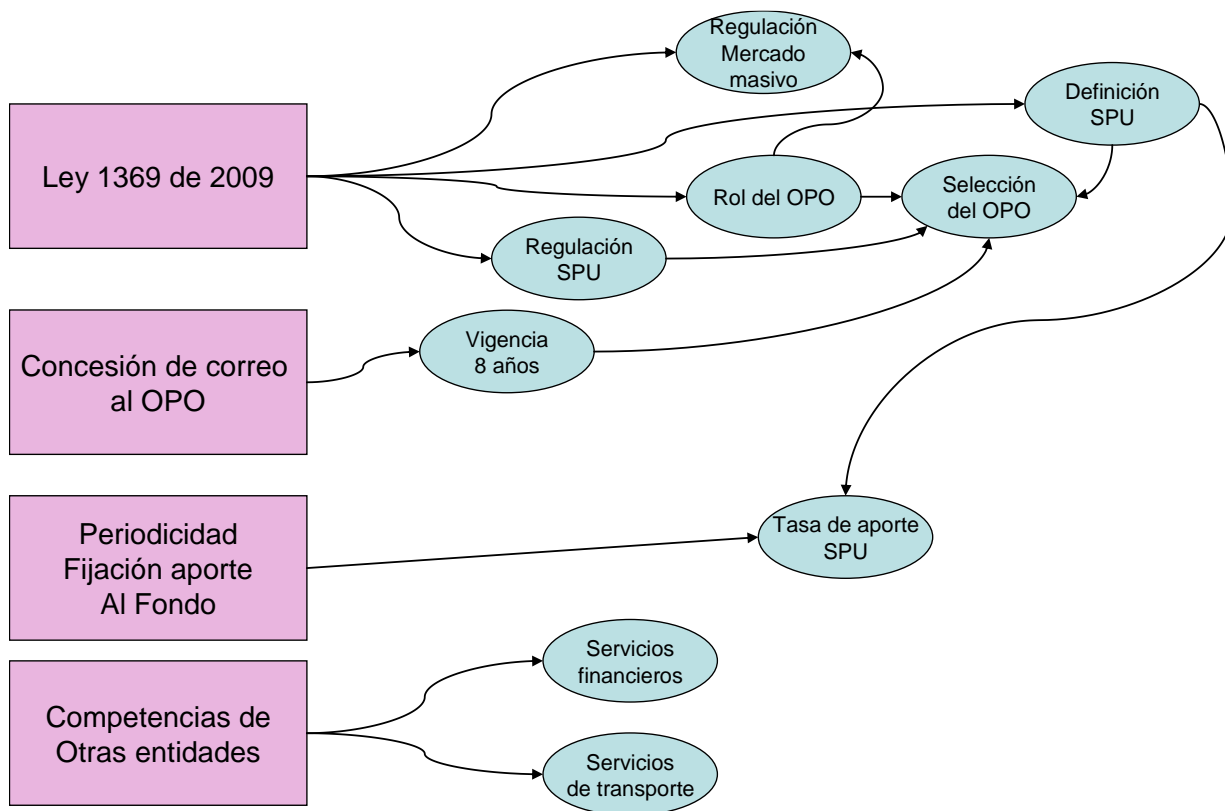 Regulación
Mercado
masivo
Definición
SPU
Ley 1369 de 2009
Rol del OPO
Selección
del OPO
Regulación
SPU
Concesión de correo
al OPO
Vigencia
8 años
Periodicidad
Fijación aporte
Al Fondo
Tasa de aporte
SPU
Servicios
financieros
Competencias de
Otras entidades
Servicios
de transporte